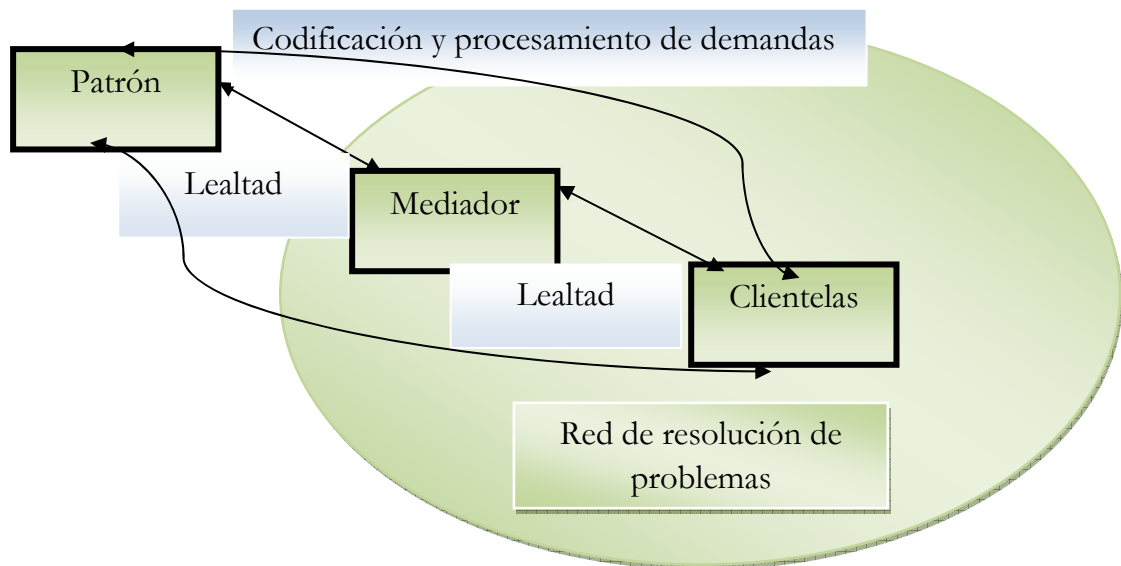 Codificación y procesamiento de demandas
Patrón
Lealtad
Mediador
Lealtad
Clientelas
Red de resolución de
problemas